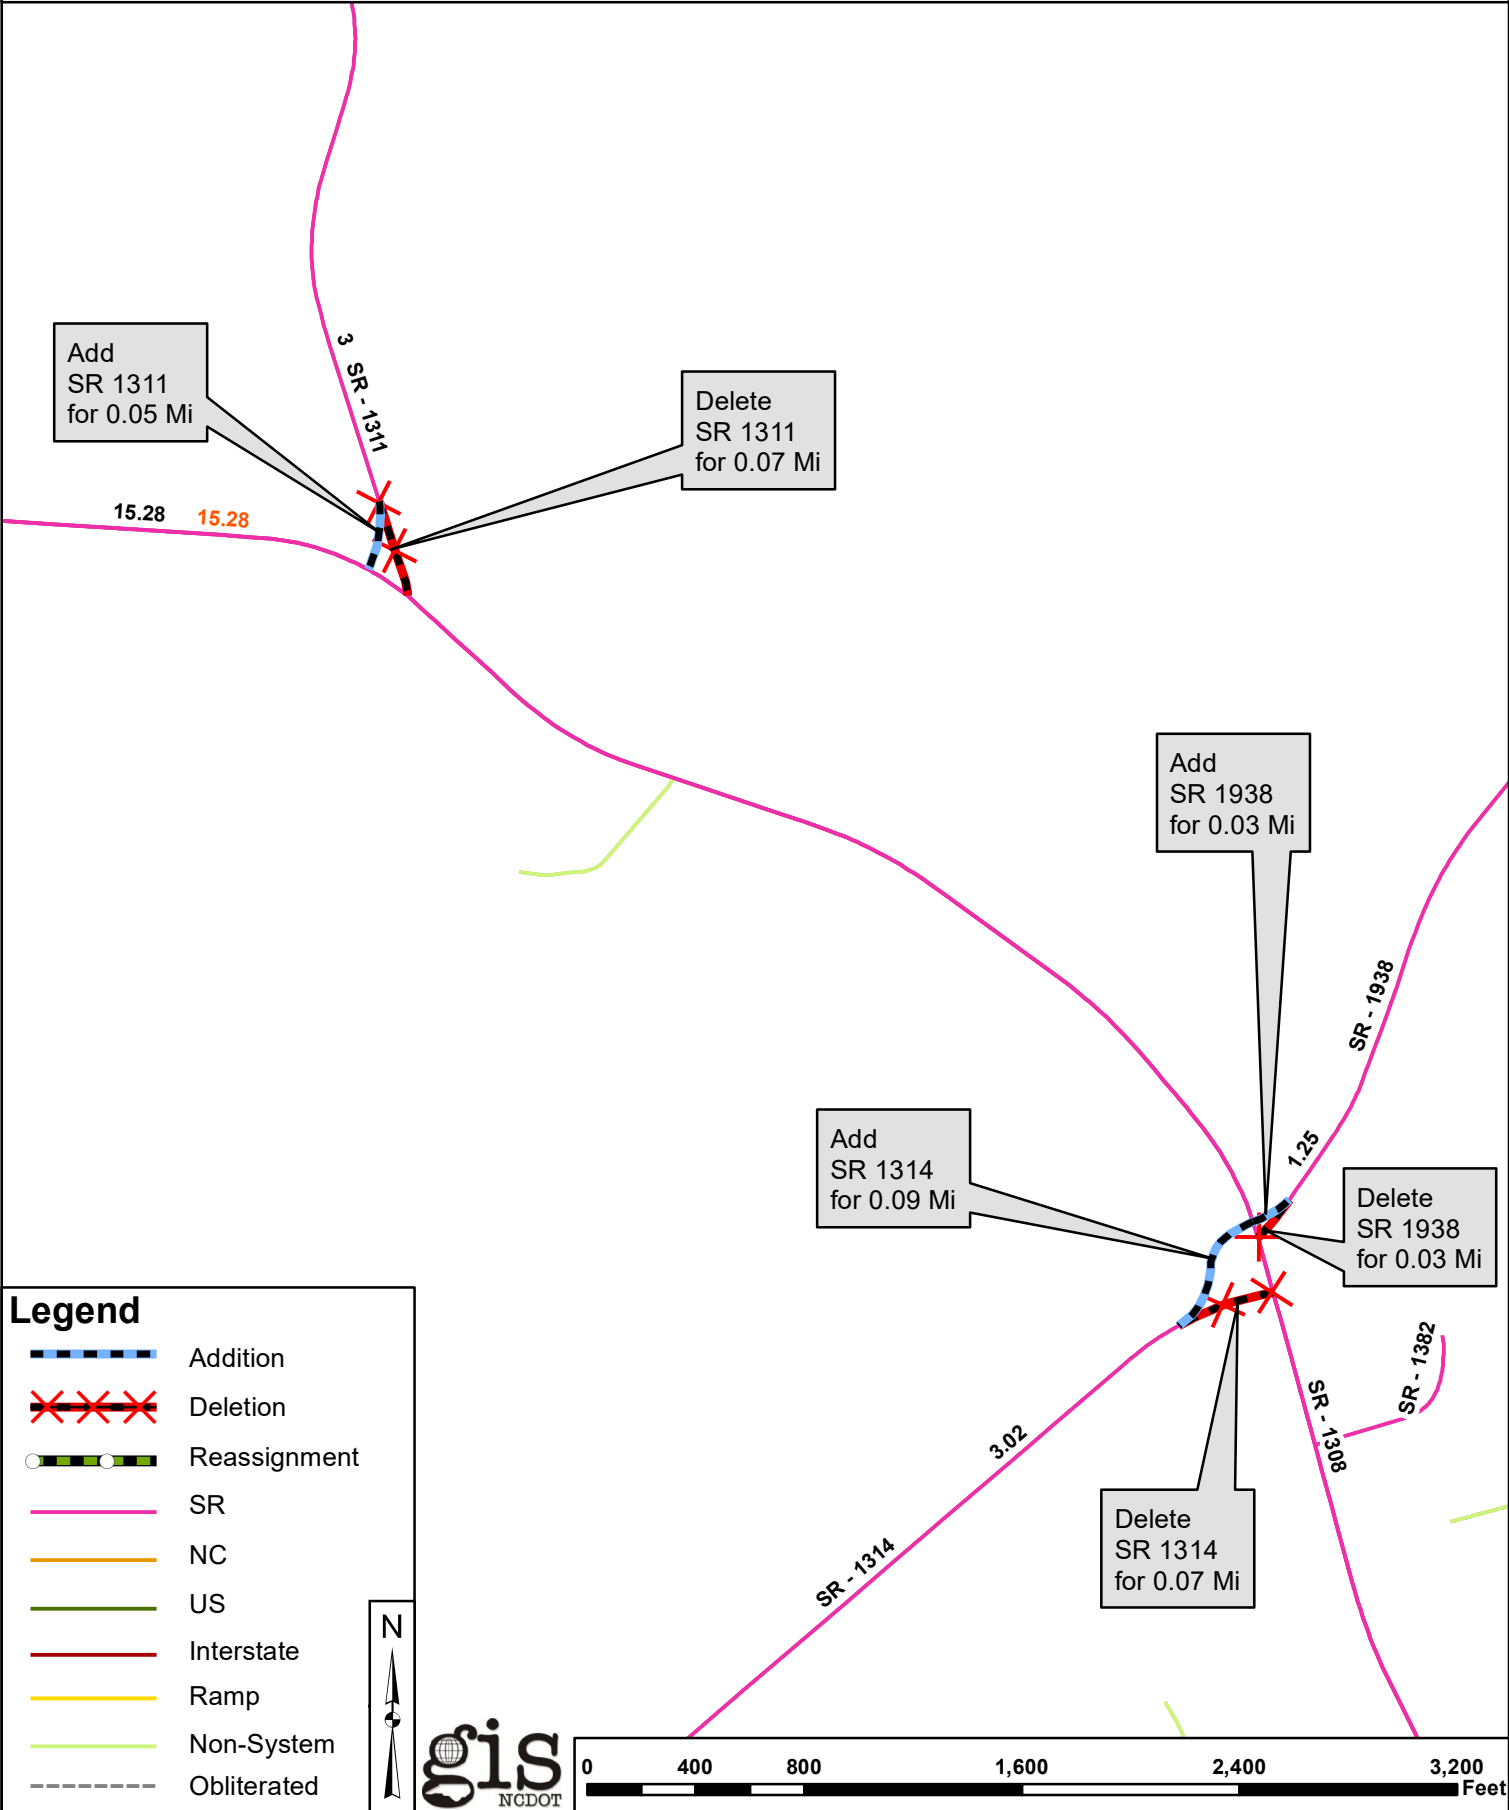 3 SR - 1311
Add
SR 1311
for 0.05 Mi
Delete
SR 1311
for 0.07 Mi
15.28 15.28
Add
SR 1938
for 0.03 Mi
SR - 1938
1.25
Add
SR 1314
for 0.09 Mi
Delete
SR 1938
for 0.03 Mi
SR - 1382
SR - 1308
3.02
SR - 1314
Delete
SR 1314
for 0.07 Mi
Legend
Addition
Deletion
Reassignment
SR
NC
US
Interstate
Ramp
Non-System
Obliterated
N
gis
NCDOT
0 400 800 1,600 2,400 3,200
Feet